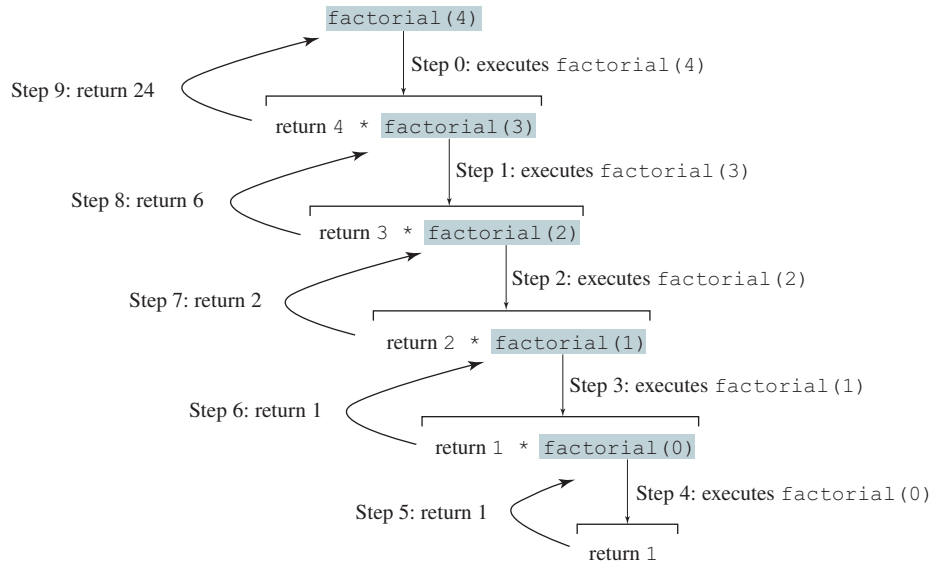 factorial(4)
Step 0: executes factorial(4)
Step 9: return 24
return 4 * factorial(3)
Step 1: executes factorial(3)
Step 8: return 6
return 3 * factorial(2)
Step 2: executes factorial(2)
Step 7: return 2
return 2 * factorial(1)
Step 3: executes factorial(1)
Step 6: return 1
return 1 * factorial(0)
Step 4: executes factorial(0)
Step 5: return 1
return 1